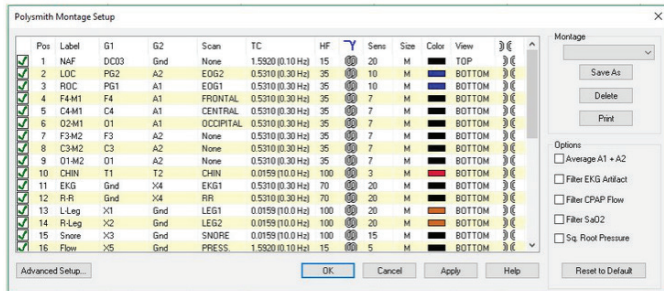 Polysmith Montage Setup
Pos Label G1 G2 Scan TC HF Sens Size Color View
1 NAF DC03 Gnd None 1.5920 (0.10 Hz) 15 20 M TOP
2 LOC PG2 A2 EOG2 0.5310 (0.30 Hz) 35 10 M BOTTOM
3 ROC PG1 A1 EOG1 0.5310 (0.30 Hz) 35 10 M BOTTOM
4 F4-M1 F4 A1 FRONTAL 0.5310 (0.30 Hz) 35 7 M BOTTOM
5 C4-M1 C4 A1 CENTRAL 0.5310 (0.30 Hz) 35 7 M BOTTOM
6 O2-M1 O2 A1 OCCIPITAL 0.5310 (0.30 Hz) 35 7 M BOTTOM
7 F3-M2 F3 A2 None 0.5310 (0.30 Hz) 35 7 M BOTTOM
8 C3-M2 C3 A2 None 0.5310 (0.30 Hz) 35 7 M BOTTOM
9 O1-M2 O1 A2 None 0.5310 (0.30 Hz) 35 7 M BOTTOM
10 CHIN T1 T2 CHIN 0.0159 (10.0 Hz) 100 3 M BOTTOM
11 EKG Gnd X4 EKG1 0.5310 (0.30 Hz) 70 20 M BOTTOM
12 R-R Gnd X4 RR 0.5310 (0.30 Hz) 70 20 M BOTTOM
13 L-Leg X1 Gnd LEG1 0.0159 (10.0 Hz) 100 20 M BOTTOM
14 R-Leg X2 Gnd LEG2 0.0159 (10.0 Hz) 100 20 M BOTTOM
15 Snore X3 Gnd SNORE 0.0159 (10.0 Hz) 100 15 M BOTTOM
16 Flow X5 Gnd PRESS. 1.5920 (0.10 Hz) 15 5 M BOTTOM
Advanced Setup...
OK
Cancel
Apply
Help
Montage
Save As
Delete
Print
Options
Average A1 + A2
Filter EKG Artifact
Filter CPAP Flow
Filter SaO2
Sq. Root Pressure
Reset to Default